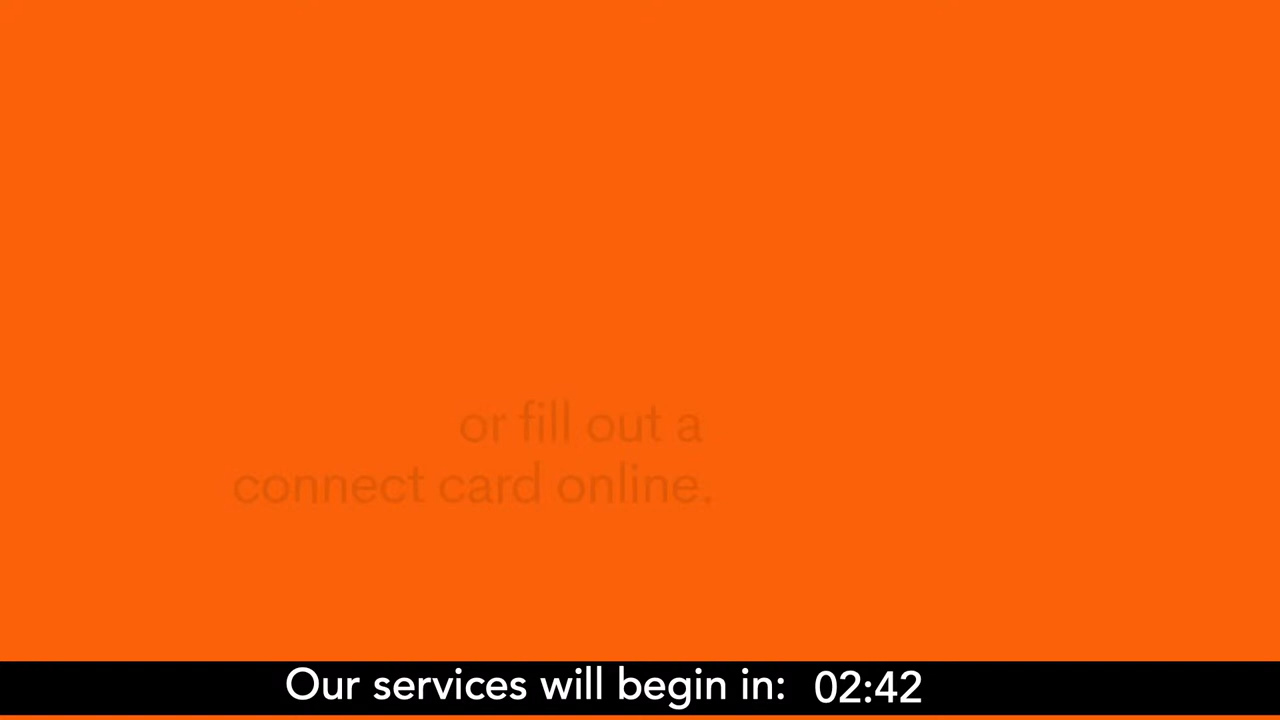 or fill out a
connect card online.
Our services will begin in: 02:42